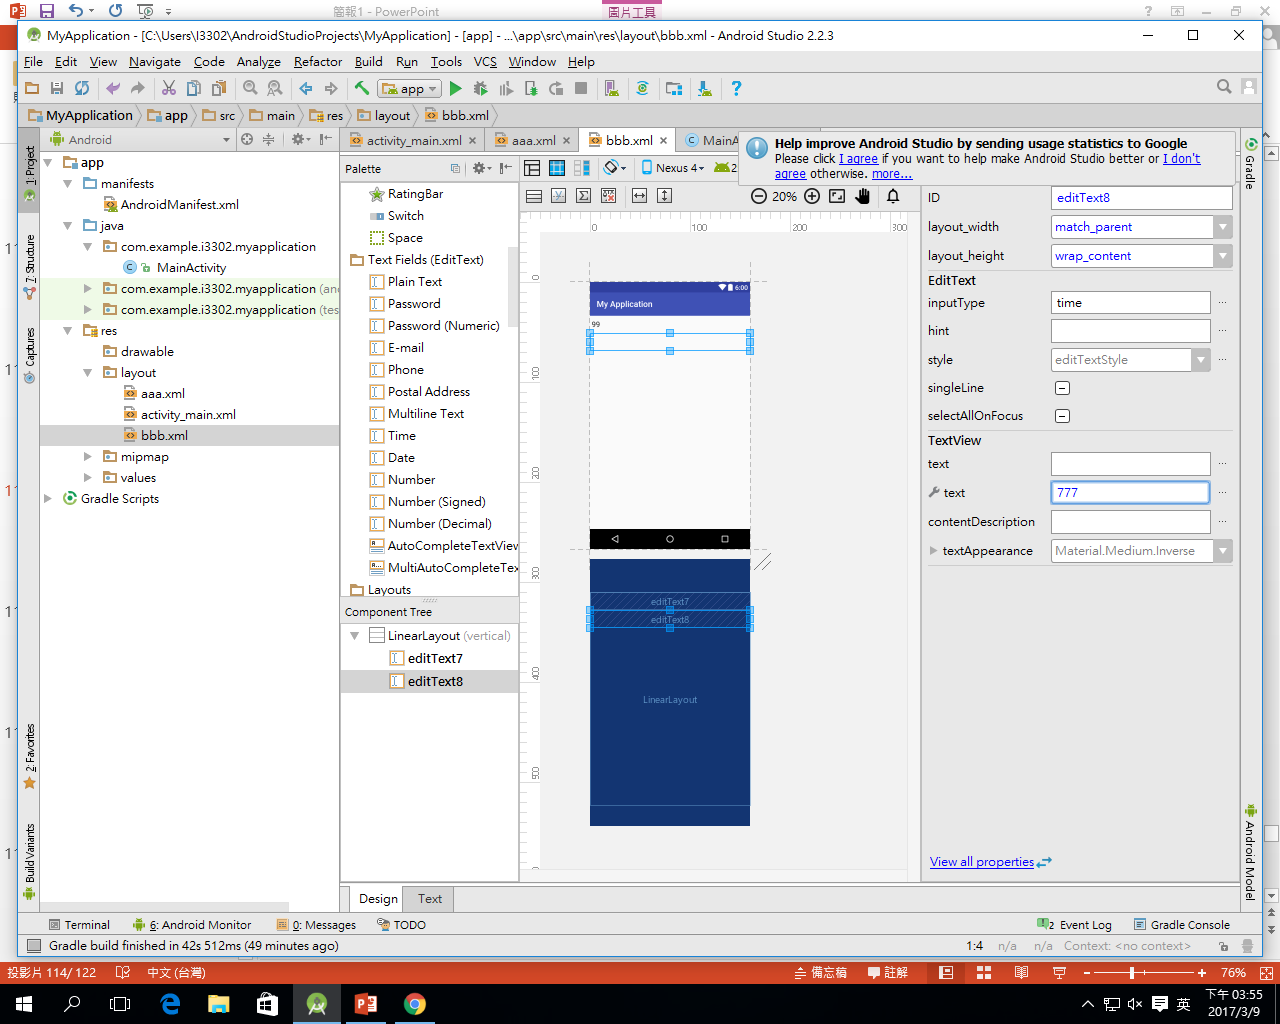 簡報1 - PowerPoint
圖片工具
MyApplication - [C:\Users\I3302\AndroidStudioProjects\MyApplication] - [app] - ...\app\src\main\res\layout\bbb.xml - Android Studio 2.2.3
File Edit View Navigate Code Analyze Refactor Build Run Tools VCS Window Help
app
MyApplication app src main res layout bbb.xml
Android
activity_main.xml aaa.xml bbb.xml MainA
Help improve Android Studio by sending usage statistics to Google
Please click I agree if you want to help make Android Studio better or I don't
agree otherwise. more...
1: Project
7: Structure
Captures
2: Favorites
Build Variants
app
manifests
AndroidManifest.xml
java
com.example.i3302.myapplication
MainActivity
com.example.i3302.myapplication (an
com.example.i3302.myapplication (tes
res
drawable
layout
aaa.xml
activity_main.xml
bbb.xml
mipmap
values
Gradle Scripts
Palette
RatingBar
Switch
Space
Text Fields (EditText)
Plain Text
Password
Password (Numeric)
E-mail
Phone
Postal Address
Multiline Text
Time
Date
Number
Number (Signed)
Number (Decimal)
AutoCompleteTextView
MultiAutoCompleteTex
Layouts
Component Tree
LinearLayout (vertical)
editText7
editText8
Nexus 4
20%
0 100 200 300
0
100
200
300
400
500
6:00
My Application
99
editText7
editText8
LinearLayout
ID editText8
layout_width match_parent
layout_height wrap_content
EditText
inputType time
hint
style editTextStyle
singleLine
selectAllOnFocus
TextView
text
text 777
contentDescription
textAppearance Material.Medium.Inverse
View all properties
Gradle
Android Model
Design Text
Terminal 6: Android Monitor 0: Messages TODO
2 Event Log Gradle Console
Gradle build finished in 42s 512ms (49 minutes ago)
1:4 n/a n/a Context: <no context>
投影片 114/ 122 中文 (台灣)
備忘稿 註解 76%
英
下午 03:55
2017/3/9